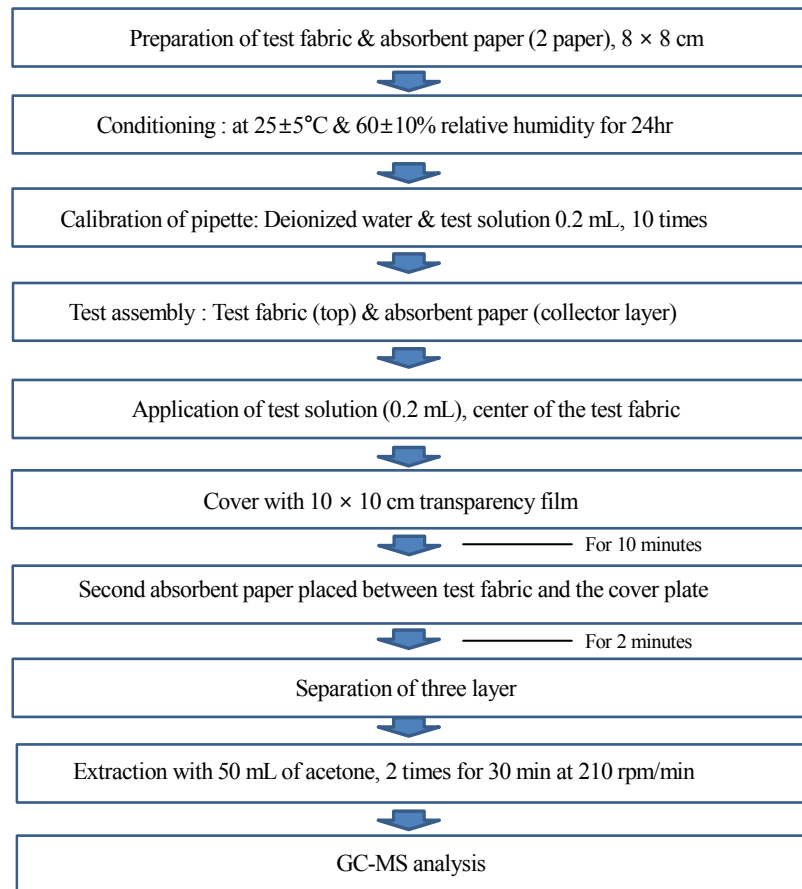 Preparation of test fabric & absorbent paper (2 paper), 8 × 8 cm
Conditioning : at 25±5°C & 60±10% relative humidity for 24hr
Calibration of pipette: Deionized water & test solution 0.2 mL, 10 times
Test assembly : Test fabric (top) & absorbent paper (collector layer)
Application of test solution (0.2 mL), center of the test fabric
Cover with 10 × 10 cm transparency film
For 10 minutes
Second absorbent paper placed between test fabric and the cover plate
For 2 minutes
Separation of three layer
Extraction with 50 mL of acetone, 2 times for 30 min at 210 rpm/min
GC-MS analysis